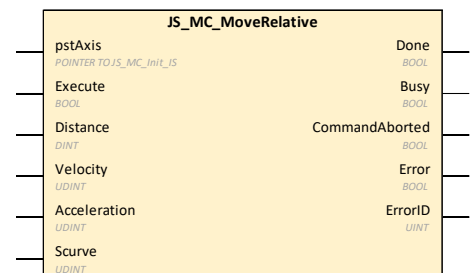 JS_MC_MoveRelative
pstAxis Done
POINTER TO JS_MC_Init_IS BOOL
Execute Busy
BOOL BOOL
Distance CommandAborted
DINT BOOL
Velocity Error
UDINT BOOL
Acceleration ErrorID
UDINT UINT
Scurve
UDINT